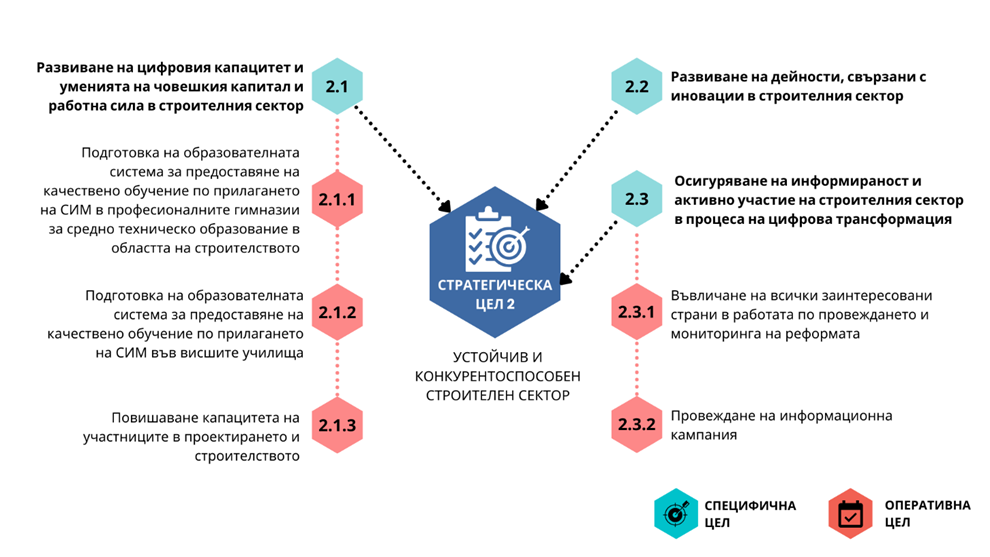 Развиване на цифровия капацитет и
уменията на човешкия капитал и
работна сила в строителния сектор
2.1
Подготовка на образователната
система за предоставяне на
качествено обучение по прилагането
на СИМ в професионалните гимназии
за средно техническо образование в
областта на строителството
2.1.1
Подготовка на образователната
система за предоставяне на
качествено обучение по прилагането
на СИМ във висшите училища
2.1.2
Повишаване капацитета на
участниците в проектирането и
строителството
2.1.3
СТРАТЕГИЧЕСКА
ЦЕЛ 2
УСТОЙЧИВ И
КОНКУРЕНТОСПОСОБЕН
СТРОИТЕЛЕН СЕКТОР
2.2
Развиване на дейности, свързани с
иновации в строителния сектор
2.3
Осигуряване на информираност и
активно участие на строителния сектор
в процеса на цифрова трансформация
2.3.1
Въвличане на всички заинтересовани
страни в работата по провеждането и
мониторинга на реформата
2.3.2
Провеждане на информационна
кампания
СПЕЦИФИЧНА
ЦЕЛ
ОПЕРАТИВНА
ЦЕЛ